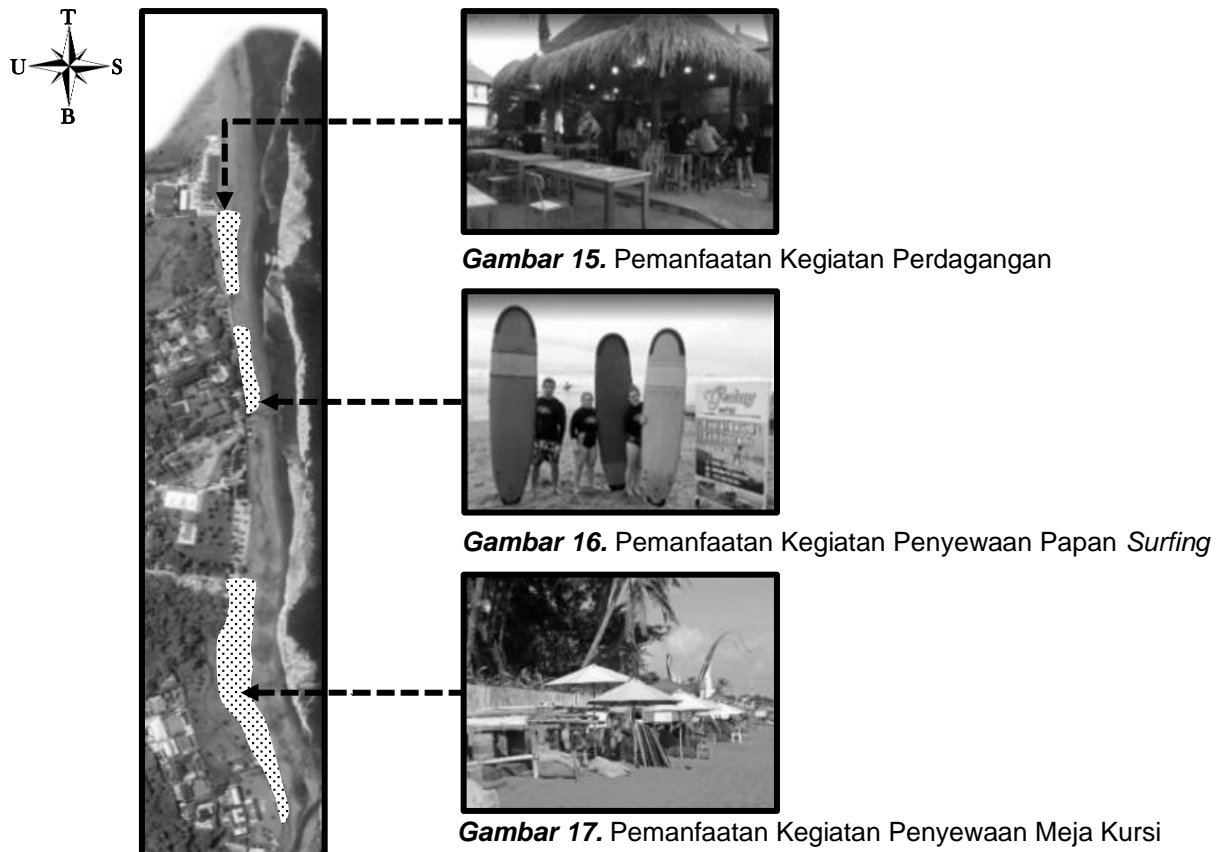 T
U S
B
Gambar 15. Pemanfaatan Kegiatan Perdagangan
Gambar 16. Pemanfaatan Kegiatan Penyewaan Papan Surfing
Gambar 17. Pemanfaatan Kegiatan Penyewaan Meja Kursi